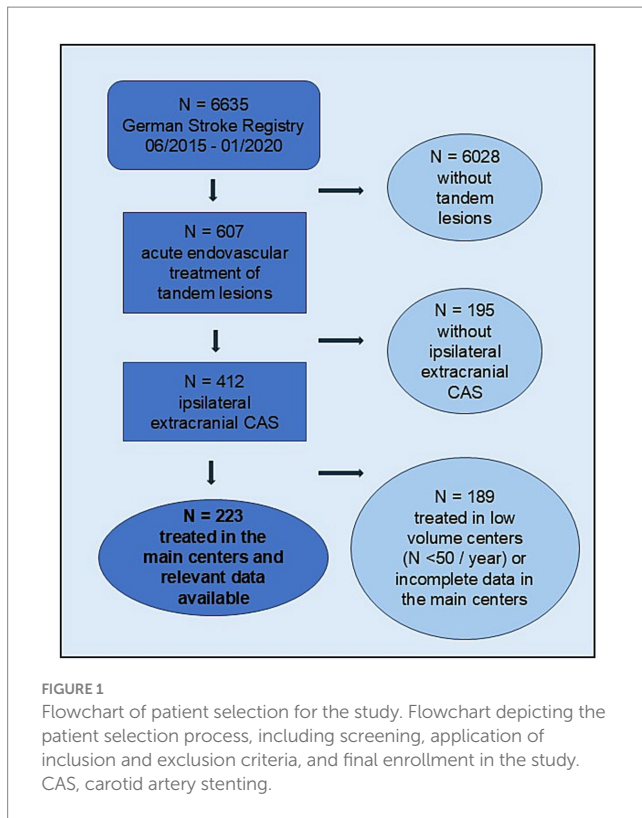 N = 6635
German Stroke Registry
06/2015 - 01/2020
N = 6028
without
tandem
lesions
N = 607
acute endovascular
treatment of
tandem lesions
N = 195
without
ipsilateral
extracranial
CAS
N = 412
ipsilateral
extracranial CAS
N = 223
treated in the
main centers and
relevant data
available
N = 189
treated in low
volume centers
(N <50 / year) or
incomplete data in
the main centers
FIGURE 1
Flowchart of patient selection for the study. Flowchart depicting the
patient selection process, including screening, application of
inclusion and exclusion criteria, and final enrollment in the study.
CAS, carotid artery stenting.